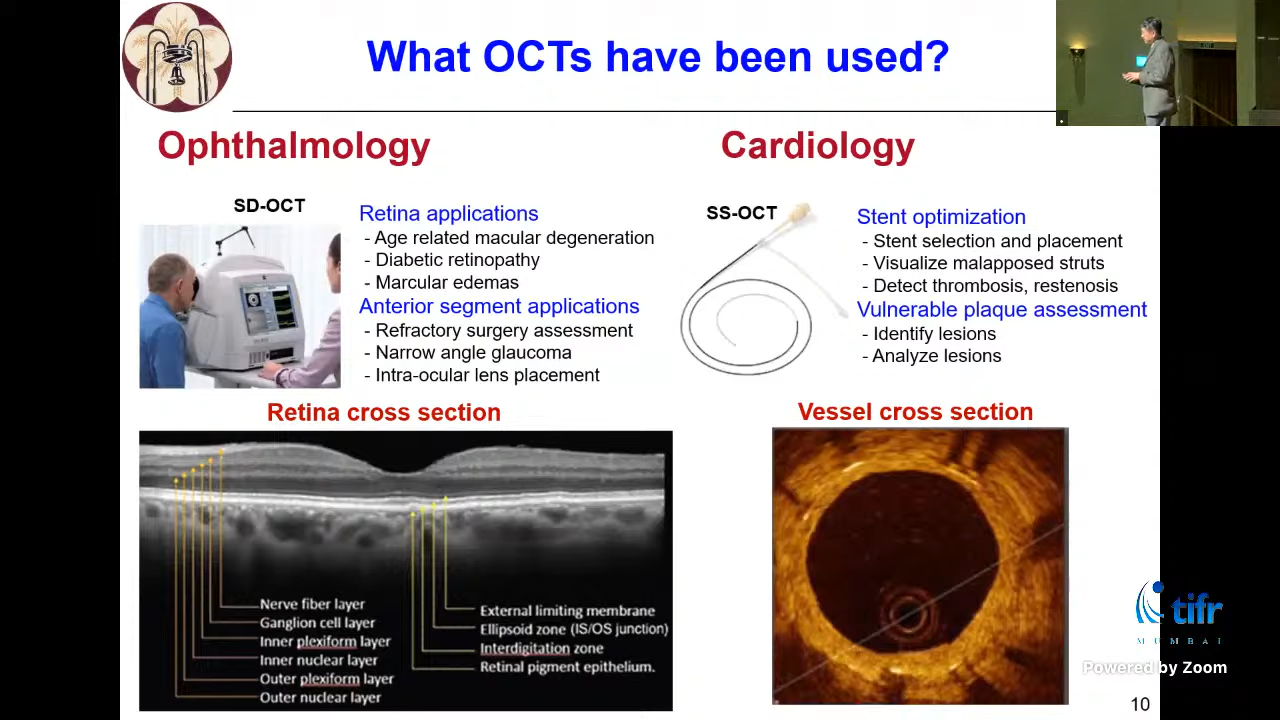 What OCTs have been used?
Ophthalmology
SD-OCT
Retina applications
- Age related macular degeneration
- Diabetic retinopathy
- Marcular edemas
Anterior segment applications
- Refractory surgery assessment
- Narrow angle glaucoma
- Intra-ocular lens placement
Retina cross section
Nerve fiber layer
Ganglion cell layer
Inner plexiform layer
Inner nuclear layer
Outer plexiform layer
Outer nuclear layer
External limiting membrane
Ellipsoid zone (IS/OS junction)
Interdigitation zone
Retinal pigment epithelium.
Cardiology
SS-OCT
Stent optimization
- Stent selection and placement
- Visualize malapposed struts
- Detect thrombosis, restenosis
Vulnerable plaque assessment
- Identify lesions
- Analyze lesions
Vessel cross section
tifr
MUMBAI
Powered by Zoom
10